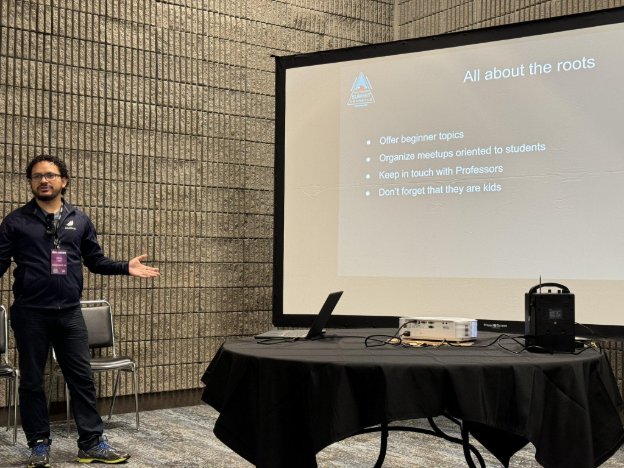 All about the roots
SUMMIT
Offer beginner topics
Organize meetups oriented to students
Keep in touch with Professors
Don't forget that they are kids